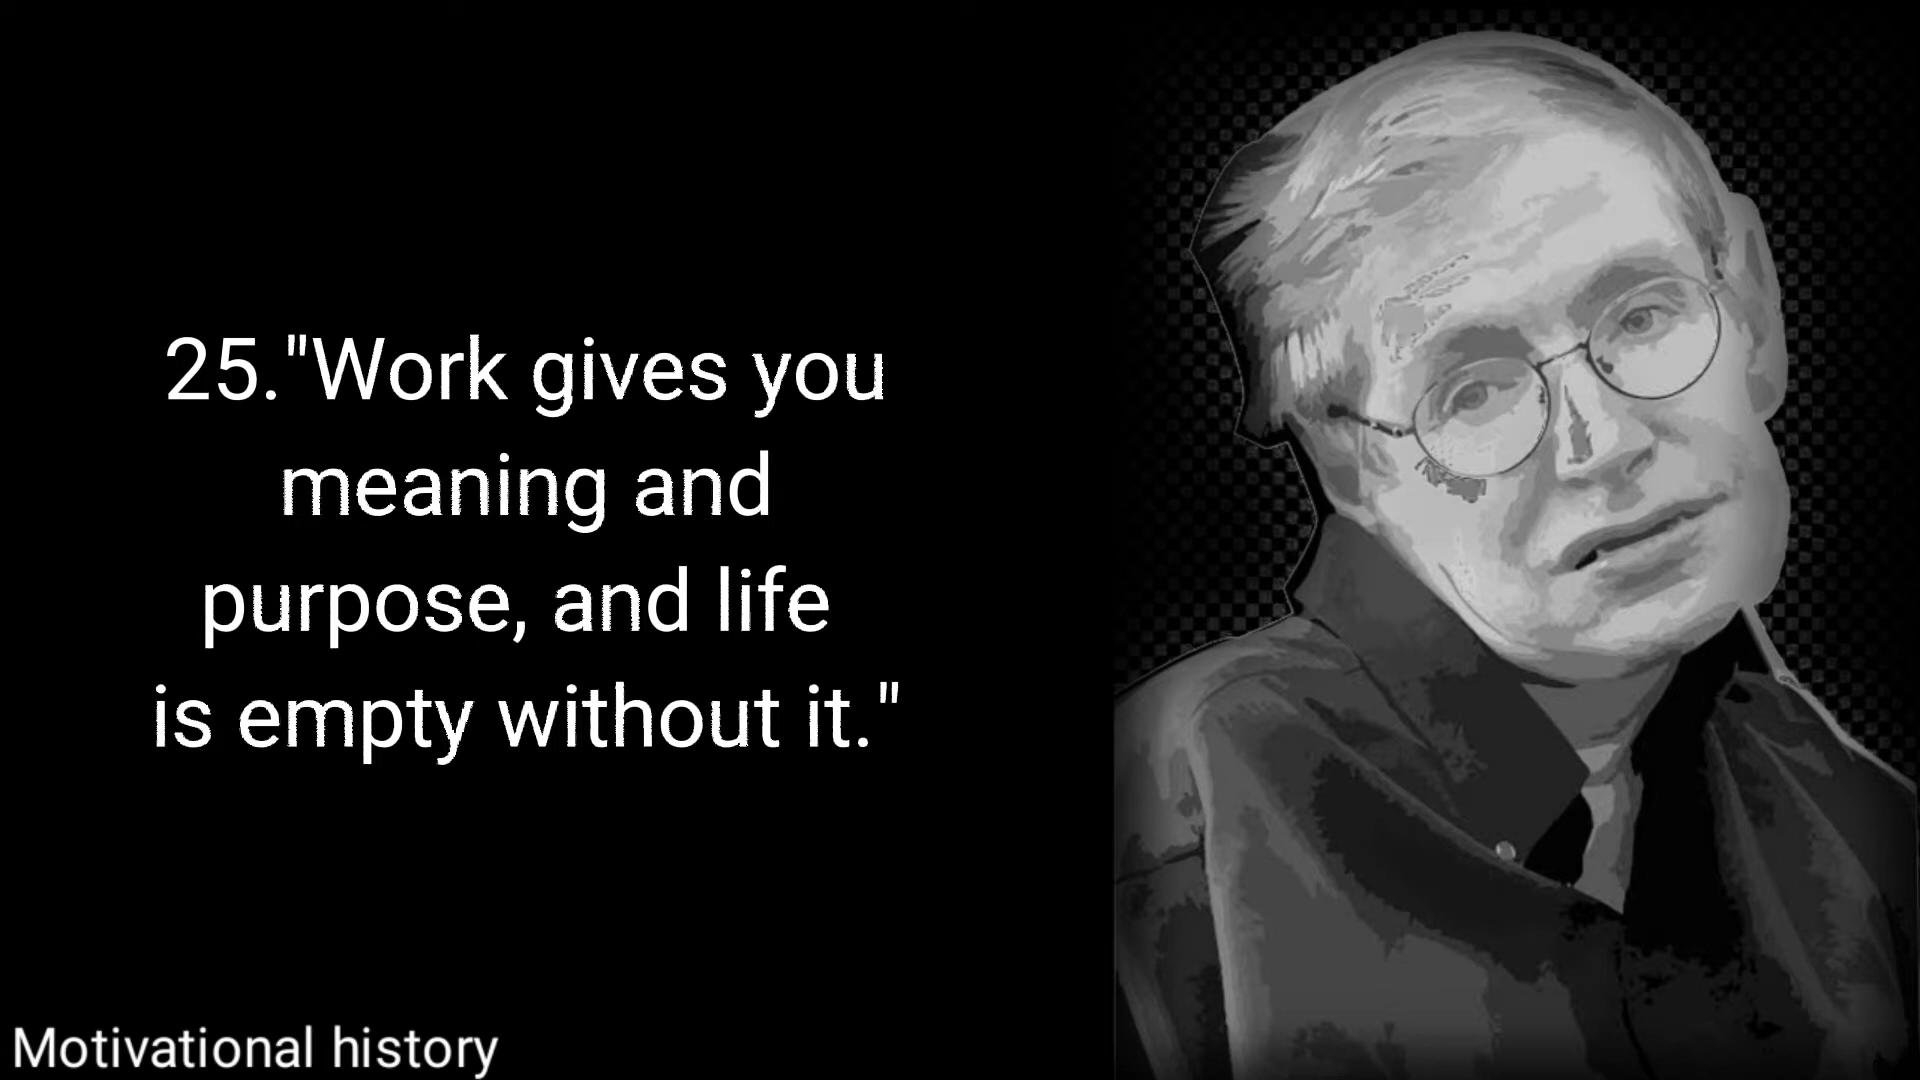 25."Work gives you
meaning and
purpose, and life
is empty without it."
Motivational history